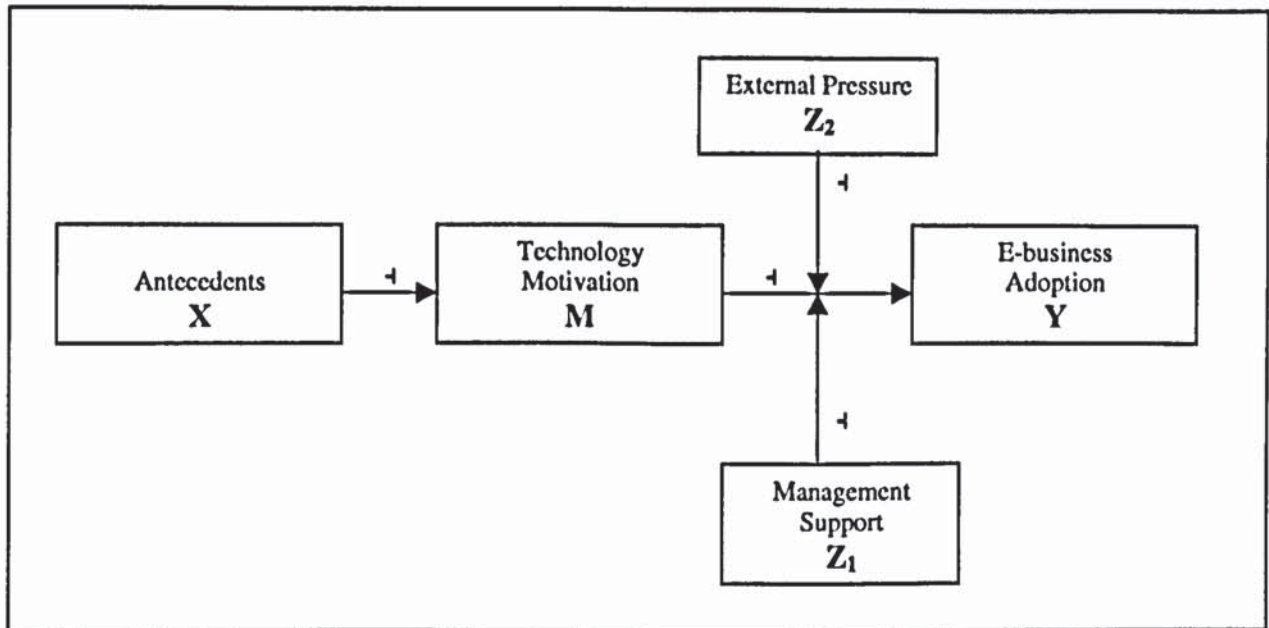 External Pressure
Z₂
Antecedents
X
Technology
Motivation
M
E-business
Adoption
Y
Management
Support
Z₁